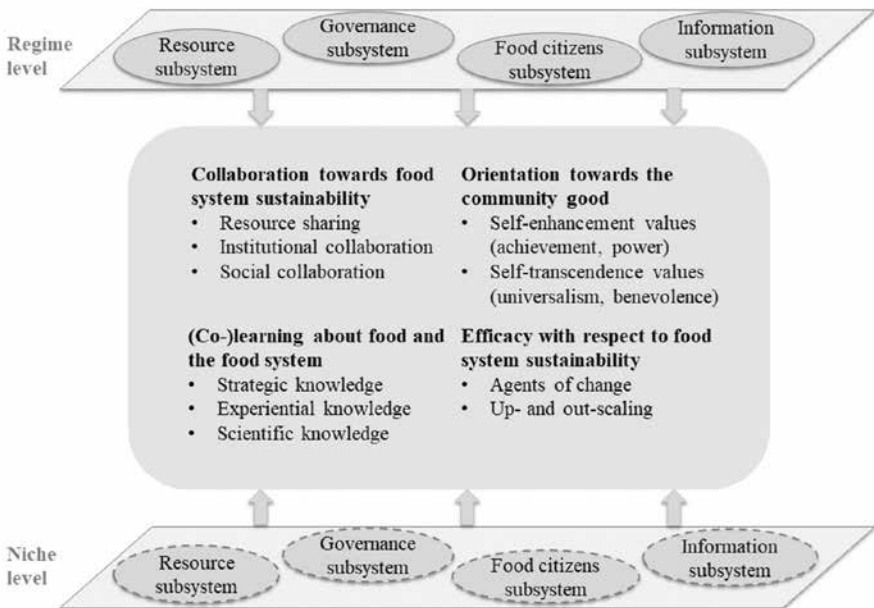 Regime
level
Resource
subsystem
Governance
subsystem
Food citizens
subsystem
Information
subsystem
Collaboration towards food
system sustainability
• Resource sharing
• Institutional collaboration
• Social collaboration
Orientation towards the
community good
• Self-enhancement values
(achievement, power)
• Self-transcendence values
(universalism, benevolence)
(Co-)learning about food and
the food system
• Strategic knowledge
• Experiential knowledge
• Scientific knowledge
Efficacy with respect to food
system sustainability
• Agents of change
• Up- and out-scaling
Niche
level
Resource
subsystem
Governance
subsystem
Food citizens
subsystem
Information
subsystem